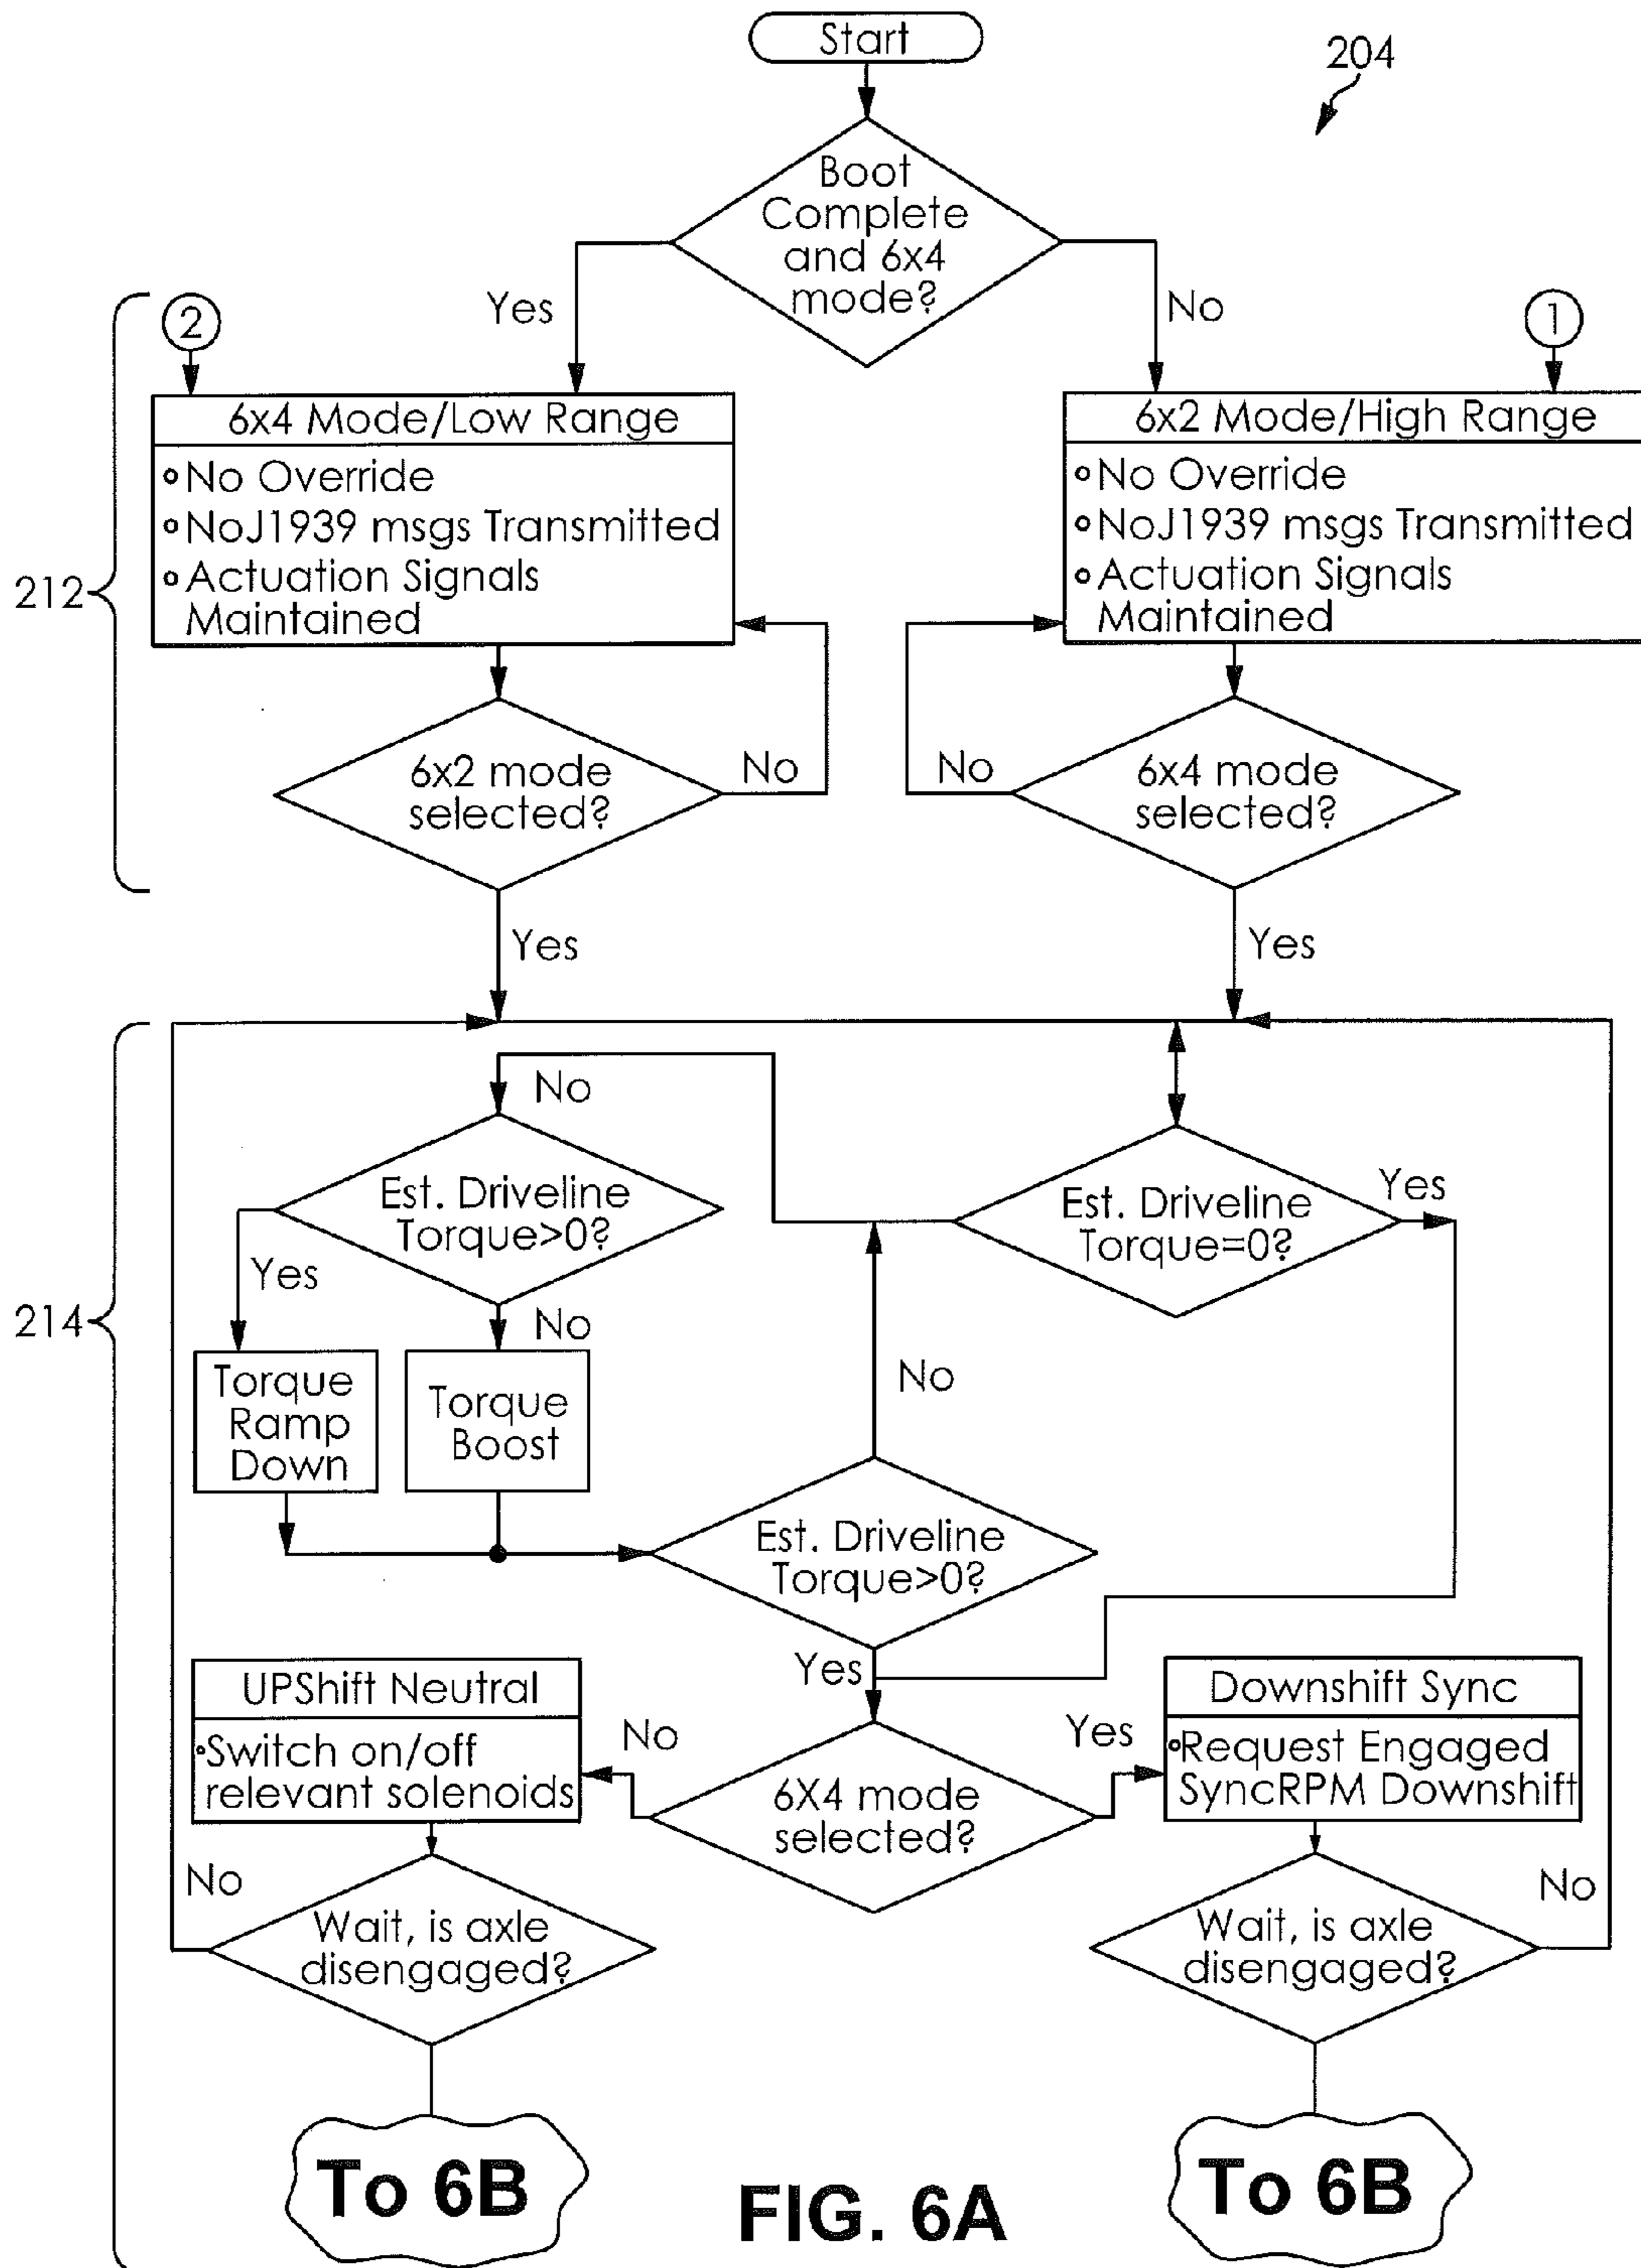 Start
204
Boot
Complete
and 6x4
mode?
Yes
No
2
1
6x4 Mode/Low Range
No Override
NoJ1939 msgs Transmitted
Actuation Signals
Maintained
6x2 Mode/High Range
No Override
NoJ1939 msgs Transmitted
Actuation Signals
Maintained
212
6x2 mode
selected?
No
No
6x4 mode
selected?
Yes
Yes
214
No
Est. Driveline
Torque>0?
Est. Driveline
Torque=0?
Yes
Yes
No
Torque
Ramp
Down
Torque
Boost
No
Est. Driveline
Torque>0?
Yes
UPShift Neutral
Switch on/off
relevant solenoids
No
6X4 mode
selected?
Yes
Downshift Sync
Request Engaged
SyncRPM Downshift
No
Wait, is axle
disengaged?
Wait, is axle
disengaged?
No
To 6B
FIG. 6A
To 6B